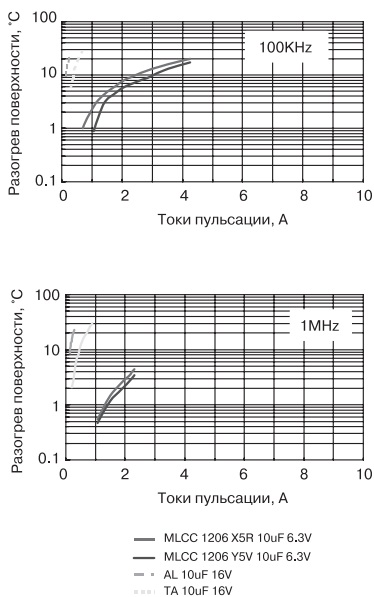 Разогрев поверхности, °C
100
10
1
0.1
100KHz
0 2 4 6 8 10
Токи пульсации, А
Разогрев поверхности, °C
100
10
1
0.1
1MHz
0 2 4 6 8 10
Токи пульсации, А
MLCC 1206 X5R 10uF 6.3V
MLCC 1206 Y5V 10uF 6.3V
AL 10uF 16V
TA 10uF 16V